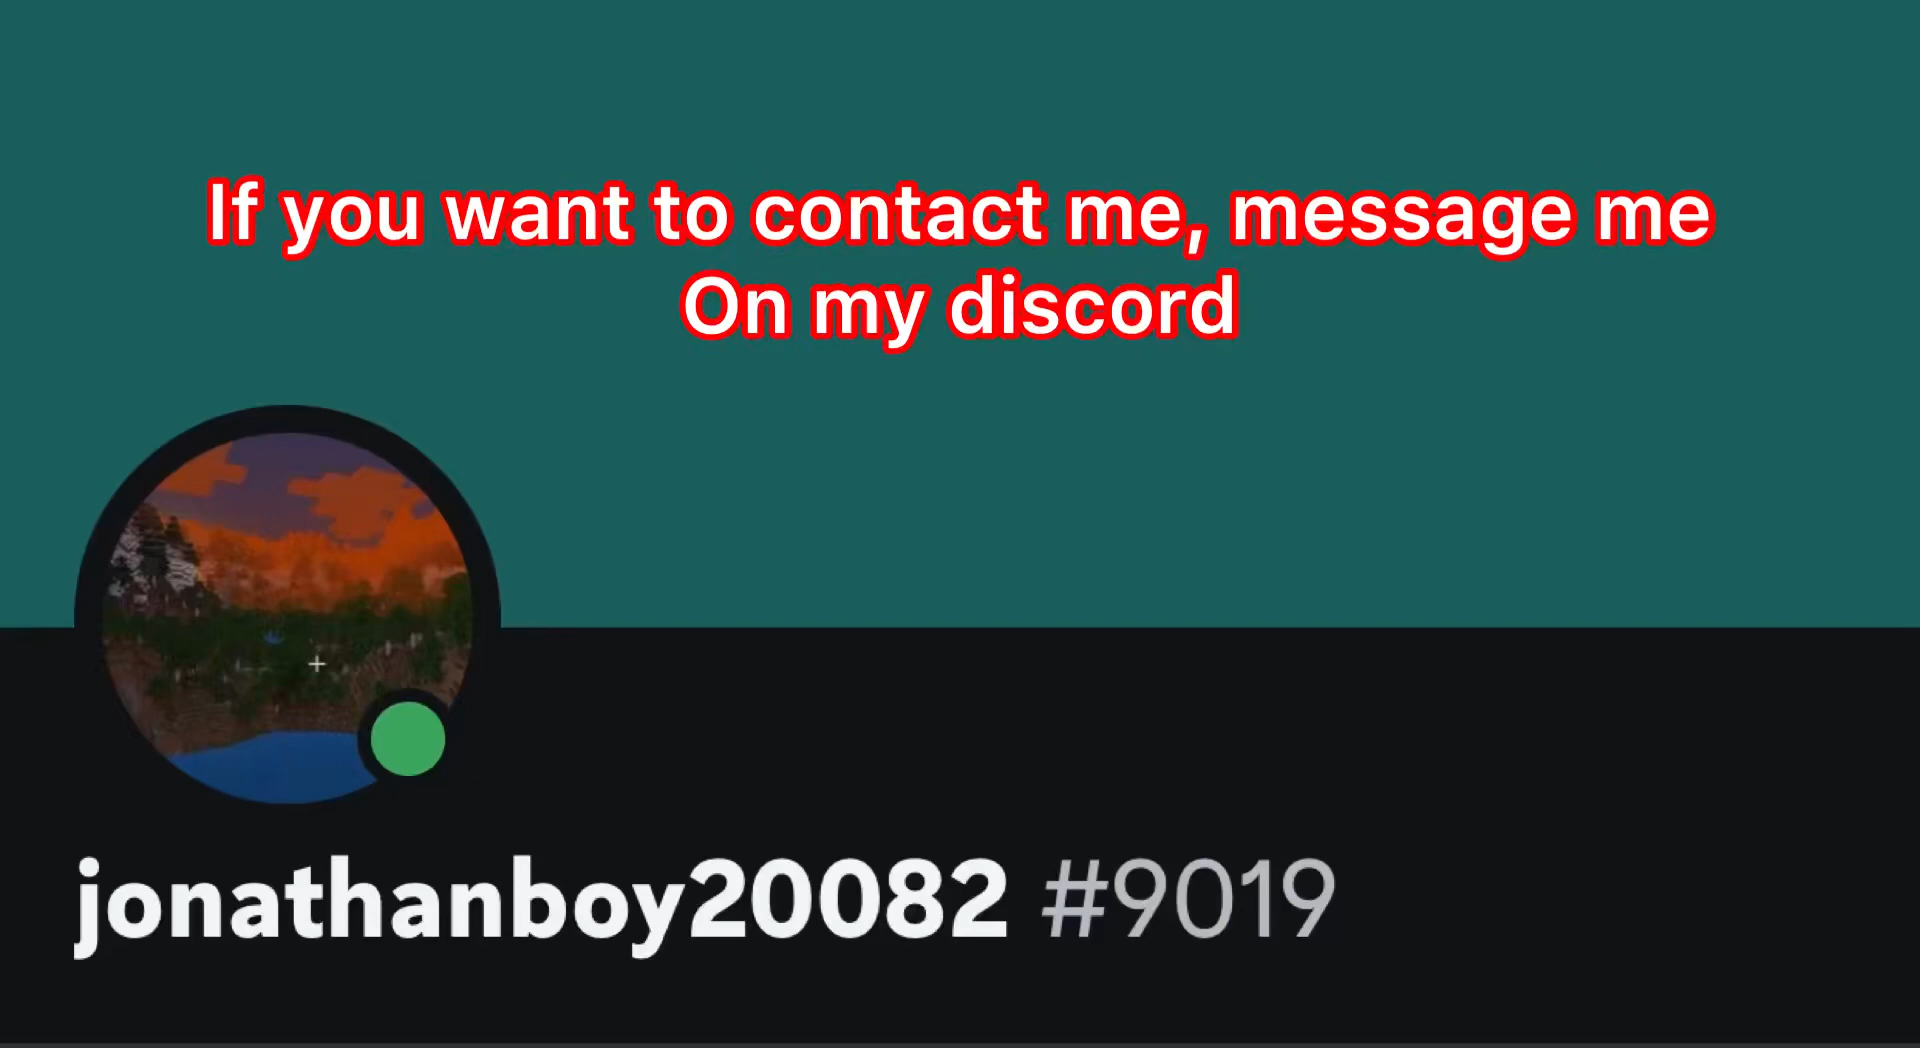 If you want to contact me, message me
On my discord
jonathanboy20082 #9019